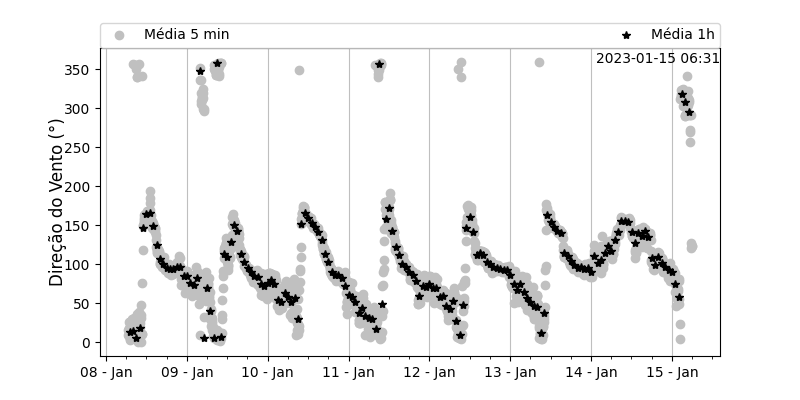 Média 5 min
Média 1h
2023-01-15 06:31
Direção do Vento (°)
350
300
250
200
150
100
50
0
08 - Jan
09 - Jan
10 - Jan
11 - Jan
12 - Jan
13 - Jan
14 - Jan
15 - Jan